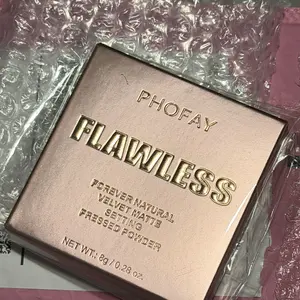 PHOFAY
FLAWLESS
FOREVER NATURAL
VELVET MATTE
SETTING
PRESSED POWDER
NET WT: 8g / 0.28 oz.